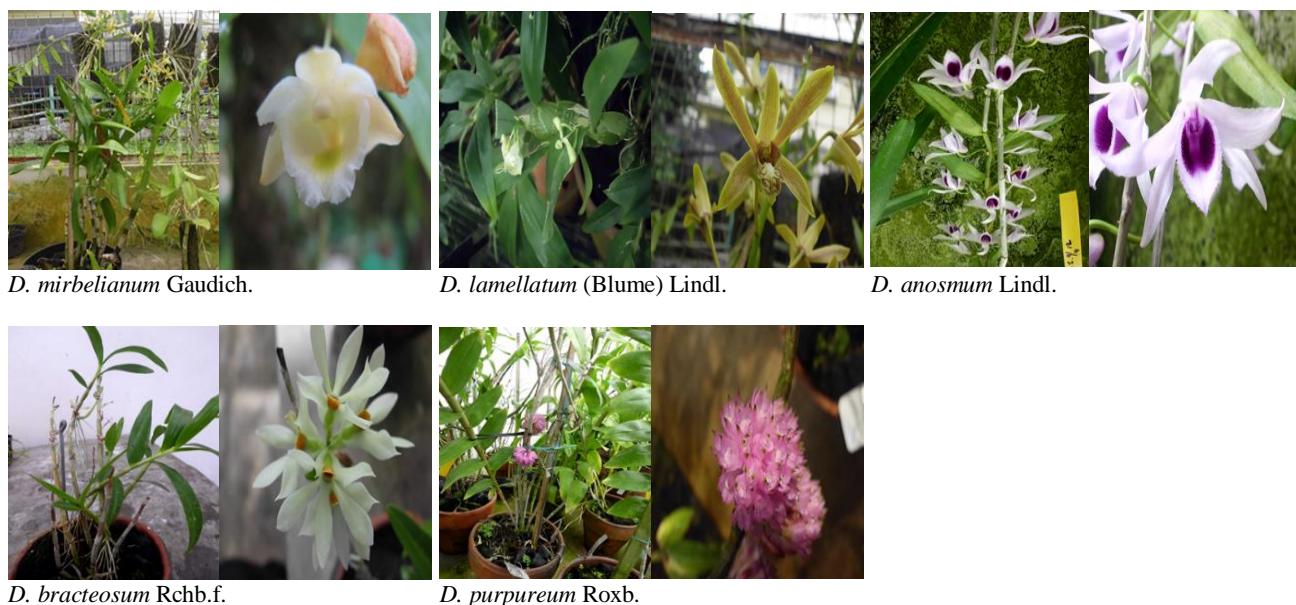 D. mirbelianum Gaudich.
D. lamellatum (Blume) Lindl.
D. anosmum Lindl.
D. bracteosum Rchb.f.
D. purpureum Roxb.